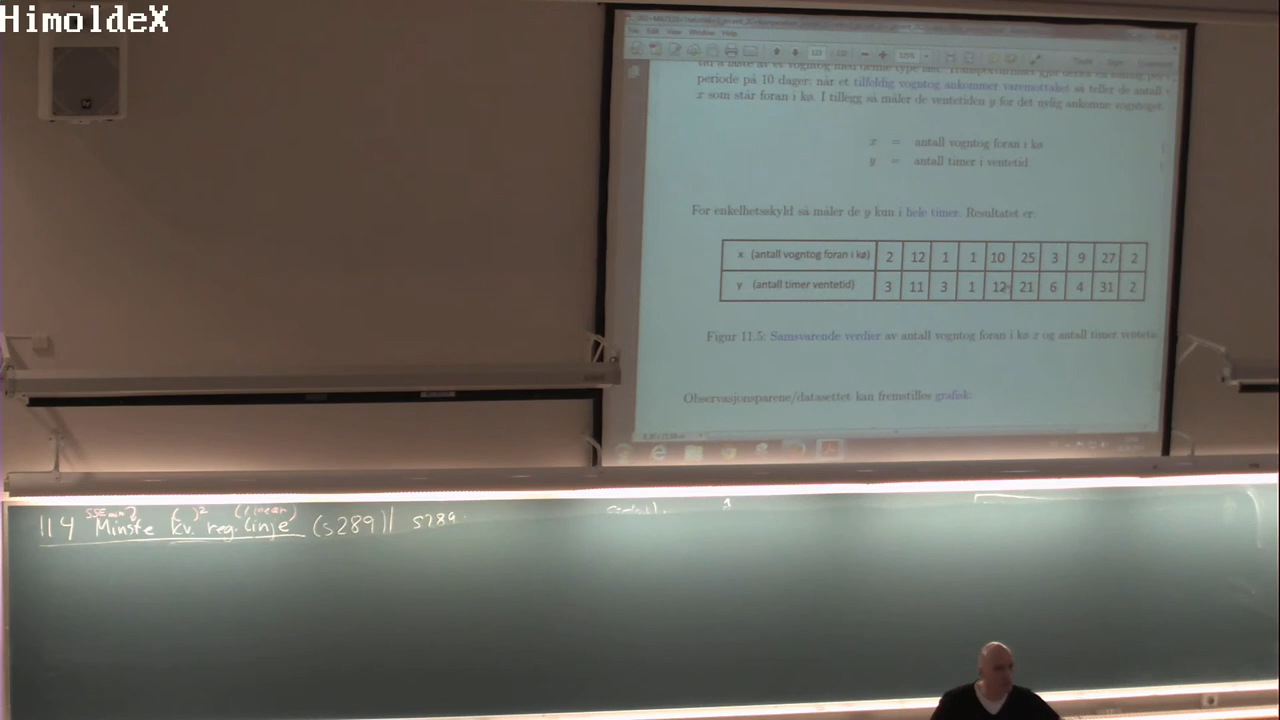 HimoldeX
periode på 10 dager: når et tilfeldig vogntog ankommer varemottaket så teller de antall
x som står foran i kø. I tillegg så måler de ventetiden y for det nylig ankomne vogntoget
x = antall vogntog foran i kø
y = antall timer i ventetid
For enkelhetsskyld så måler de y kun i hele timer. Resultatet er:
x (antall vogntog foran i kø) 2 12 1 1 10 25 3 9 27 2
y (antall timer ventetid) 3 11 3 1 12 21 6 4 31 2
Figur 11.5: Samsvarende verdier av antall vogntog foran i kø x og antall timer ventetid
Observasjonsparene/datasettet kan fremstilles grafisk:
SSE min? ( )² (lineær)
11.4 Minste kv. reg. linje (s289) s289